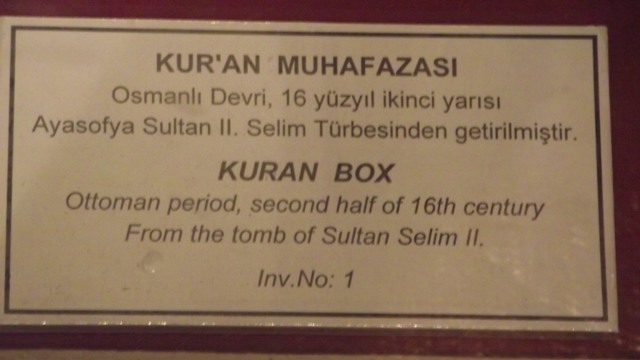 KUR'AN MUHAFAZASI
Osmanlı Devri, 16 yüzyıl ikinci yarısı
Ayasofya Sultan II. Selim Türbesinden getirilmiştir.
KURAN BOX
Ottoman period, second half of 16th century
From the tomb of Sultan Selim II.
Inv.No: 1